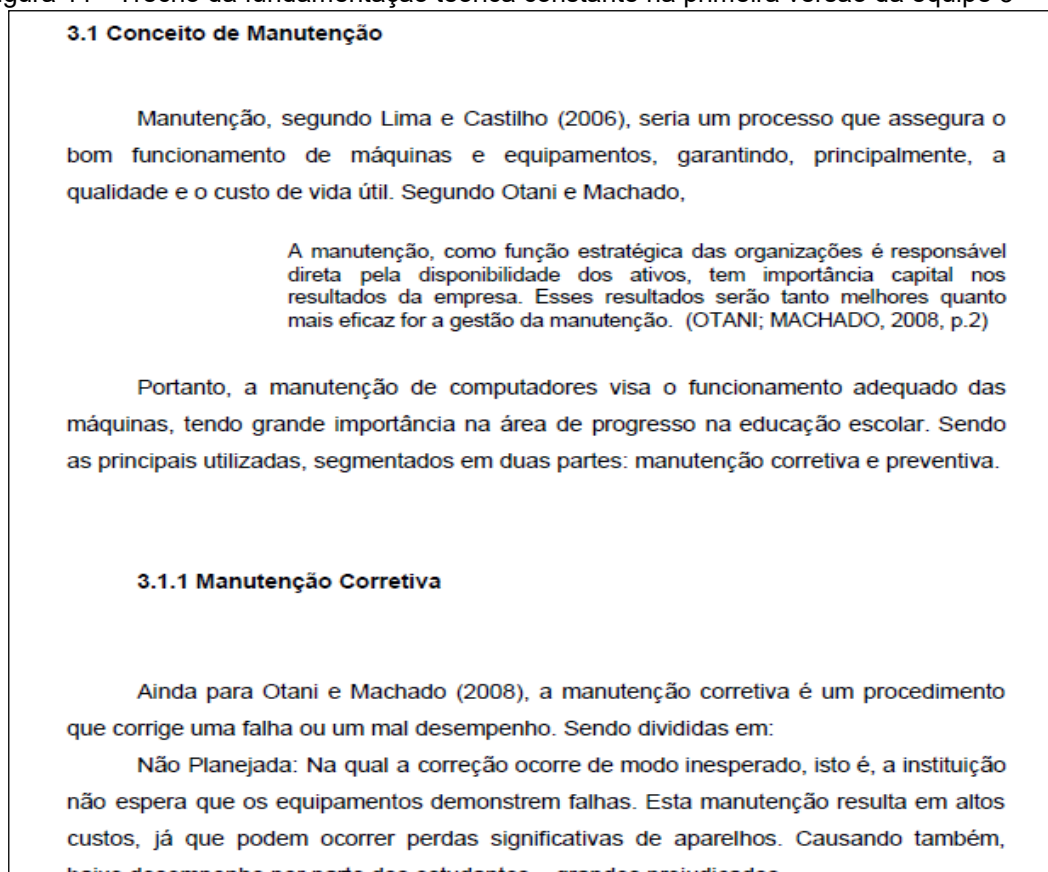 3.1 Conceito de Manutenção
Manutenção, segundo Lima e Castilho (2006), seria um processo que assegura o
bom funcionamento de máquinas e equipamentos, garantindo, principalmente, a
qualidade e o custo de vida útil. Segundo Otani e Machado,
A manutenção, como função estratégica das organizações é responsável
direta pela disponibilidade dos ativos, tem importância capital nos
resultados da empresa. Esses resultados serão tanto melhores quanto
mais eficaz for a gestão da manutenção. (OTANI; MACHADO, 2008, p.2)
Portanto, a manutenção de computadores visa o funcionamento adequado das
máquinas, tendo grande importância na área de progresso na educação escolar. Sendo
as principais utilizadas, segmentados em duas partes: manutenção corretiva e preventiva.
3.1.1 Manutenção Corretiva
Ainda para Otani e Machado (2008), a manutenção corretiva é um procedimento
que corrige uma falha ou um mal desempenho. Sendo divididas em:
Não Planejada: Na qual a correção ocorre de modo inesperado, isto é, a instituição
não espera que os equipamentos demonstrem falhas. Esta manutenção resulta em altos
custos, já que podem ocorrer perdas significativas de aparelhos. Causando também,